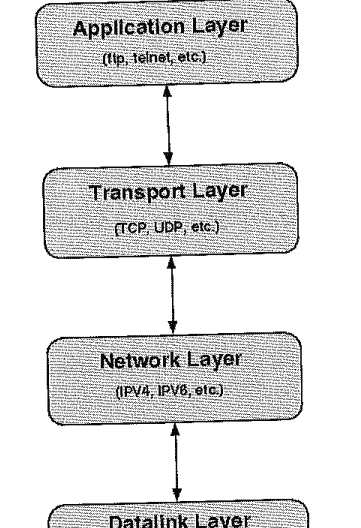 Application Layer
(ftp, telnet, etc.)
Transport Layer
(TCP, UDP, etc.)
Network Layer
(IPV4, IPV6, etc.)
Datalink Layer